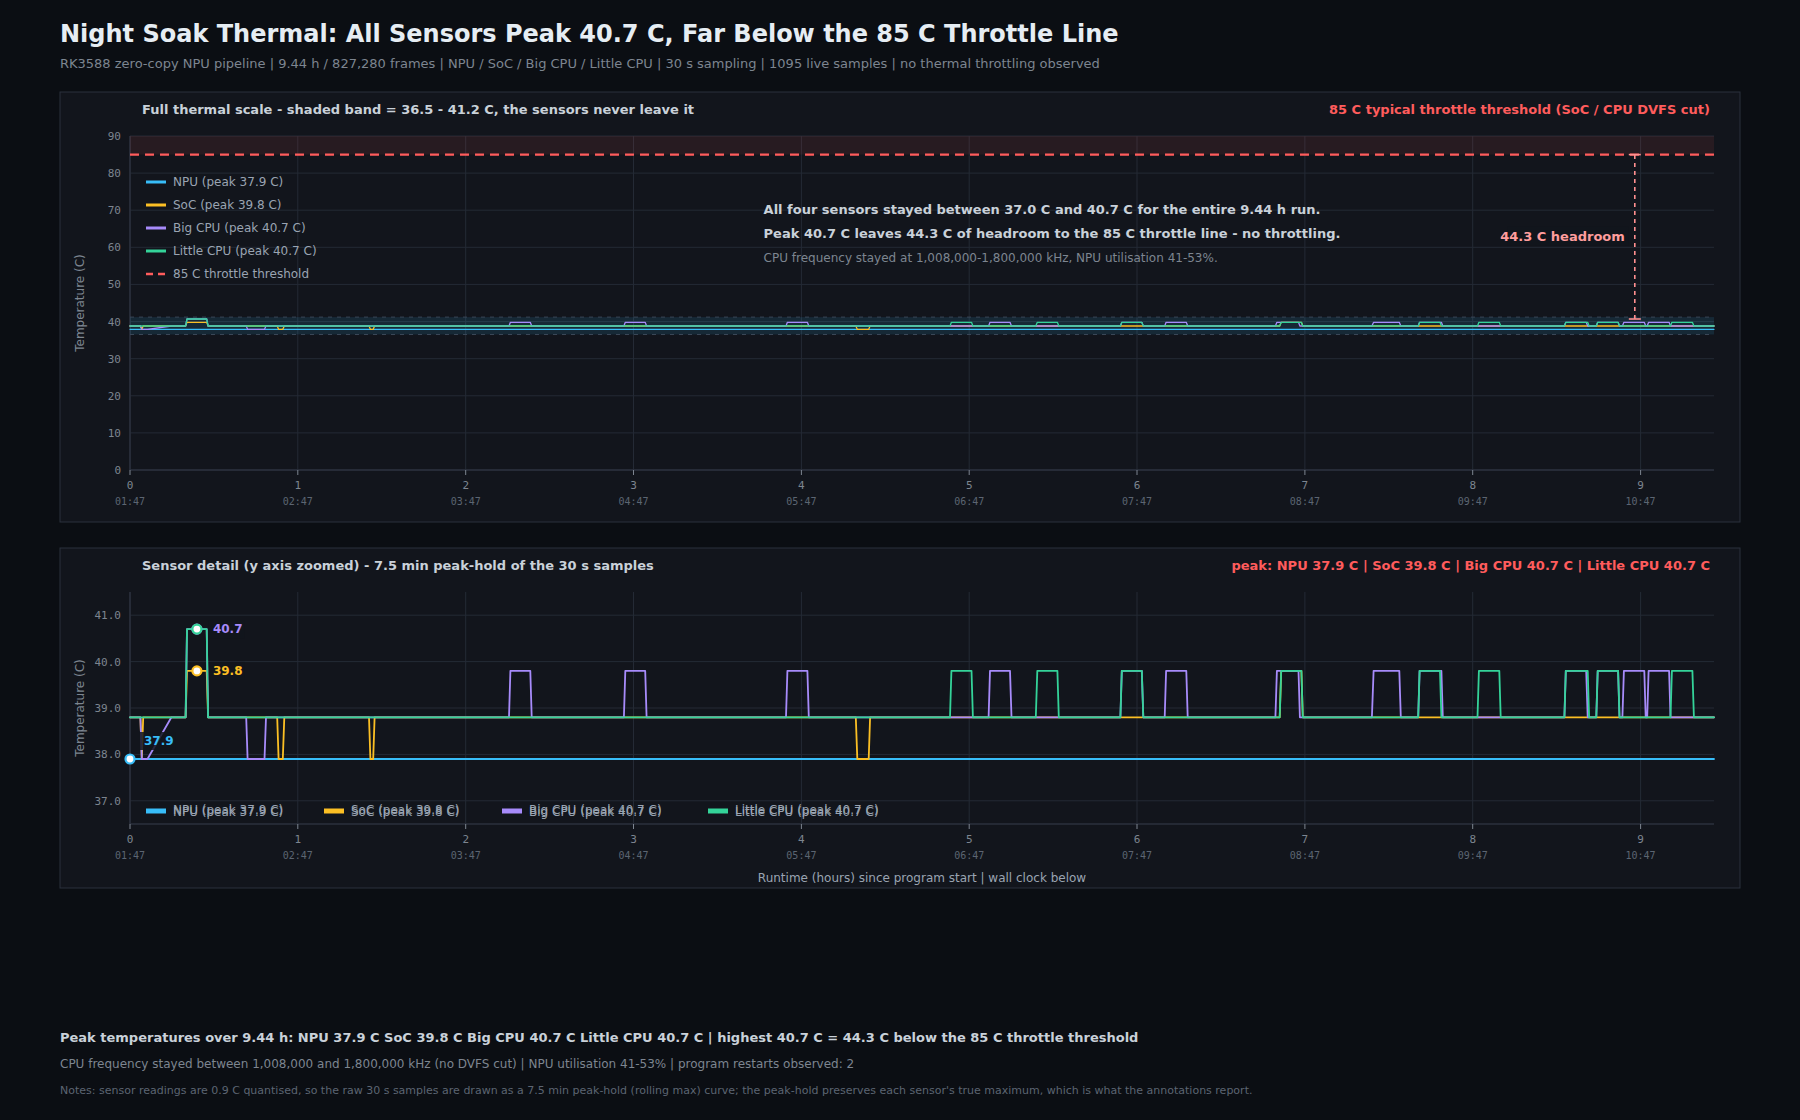 Night Soak Thermal: All Sensors Peak 40.7 C, Far Below the 85 C Throttle Line
RK3588 zero-copy NPU pipeline | 9.44 h / 827,280 frames | NPU / SoC / Big CPU / Little CPU | 30 s sampling | 1095 live samples | no thermal throttling observed
Full thermal scale - shaded band = 36.5 - 41.2 C, the sensors never leave it
85 C typical throttle threshold (SoC / CPU DVFS cut)
90
80
70
60
50
40
30
20
10
0
Temperature (C)
NPU (peak 37.9 C)
SoC (peak 39.8 C)
Big CPU (peak 40.7 C)
Little CPU (peak 40.7 C)
85 C throttle threshold
All four sensors stayed between 37.0 C and 40.7 C for the entire 9.44 h run.
Peak 40.7 C leaves 44.3 C of headroom to the 85 C throttle line - no throttling.
CPU frequency stayed at 1,008,000-1,800,000 kHz, NPU utilisation 41-53%.
44.3 C headroom
0 1 2 3 4 5 6 7 8 9
01:47 02:47 03:47 04:47 05:47 06:47 07:47 08:47 09:47 10:47
Sensor detail (y axis zoomed) - 7.5 min peak-hold of the 30 s samples
peak: NPU 37.9 C | SoC 39.8 C | Big CPU 40.7 C | Little CPU 40.7 C
41.0
40.0
39.0
38.0
37.0
Temperature (C)
40.7
39.8
37.9
NPU (peak 37.9 C) SoC (peak 39.8 C) Big CPU (peak 40.7 C) Little CPU (peak 40.7 C)
0 1 2 3 4 5 6 7 8 9
01:47 02:47 03:47 04:47 05:47 06:47 07:47 08:47 09:47 10:47
Runtime (hours) since program start | wall clock below
Peak temperatures over 9.44 h: NPU 37.9 C SoC 39.8 C Big CPU 40.7 C Little CPU 40.7 C | highest 40.7 C = 44.3 C below the 85 C throttle threshold
CPU frequency stayed between 1,008,000 and 1,800,000 kHz (no DVFS cut) | NPU utilisation 41-53% | program restarts observed: 2
Notes: sensor readings are 0.9 C quantised, so the raw 30 s samples are drawn as a 7.5 min peak-hold (rolling max) curve; the peak-hold preserves each sensor's true maximum, which is what the annotations report.